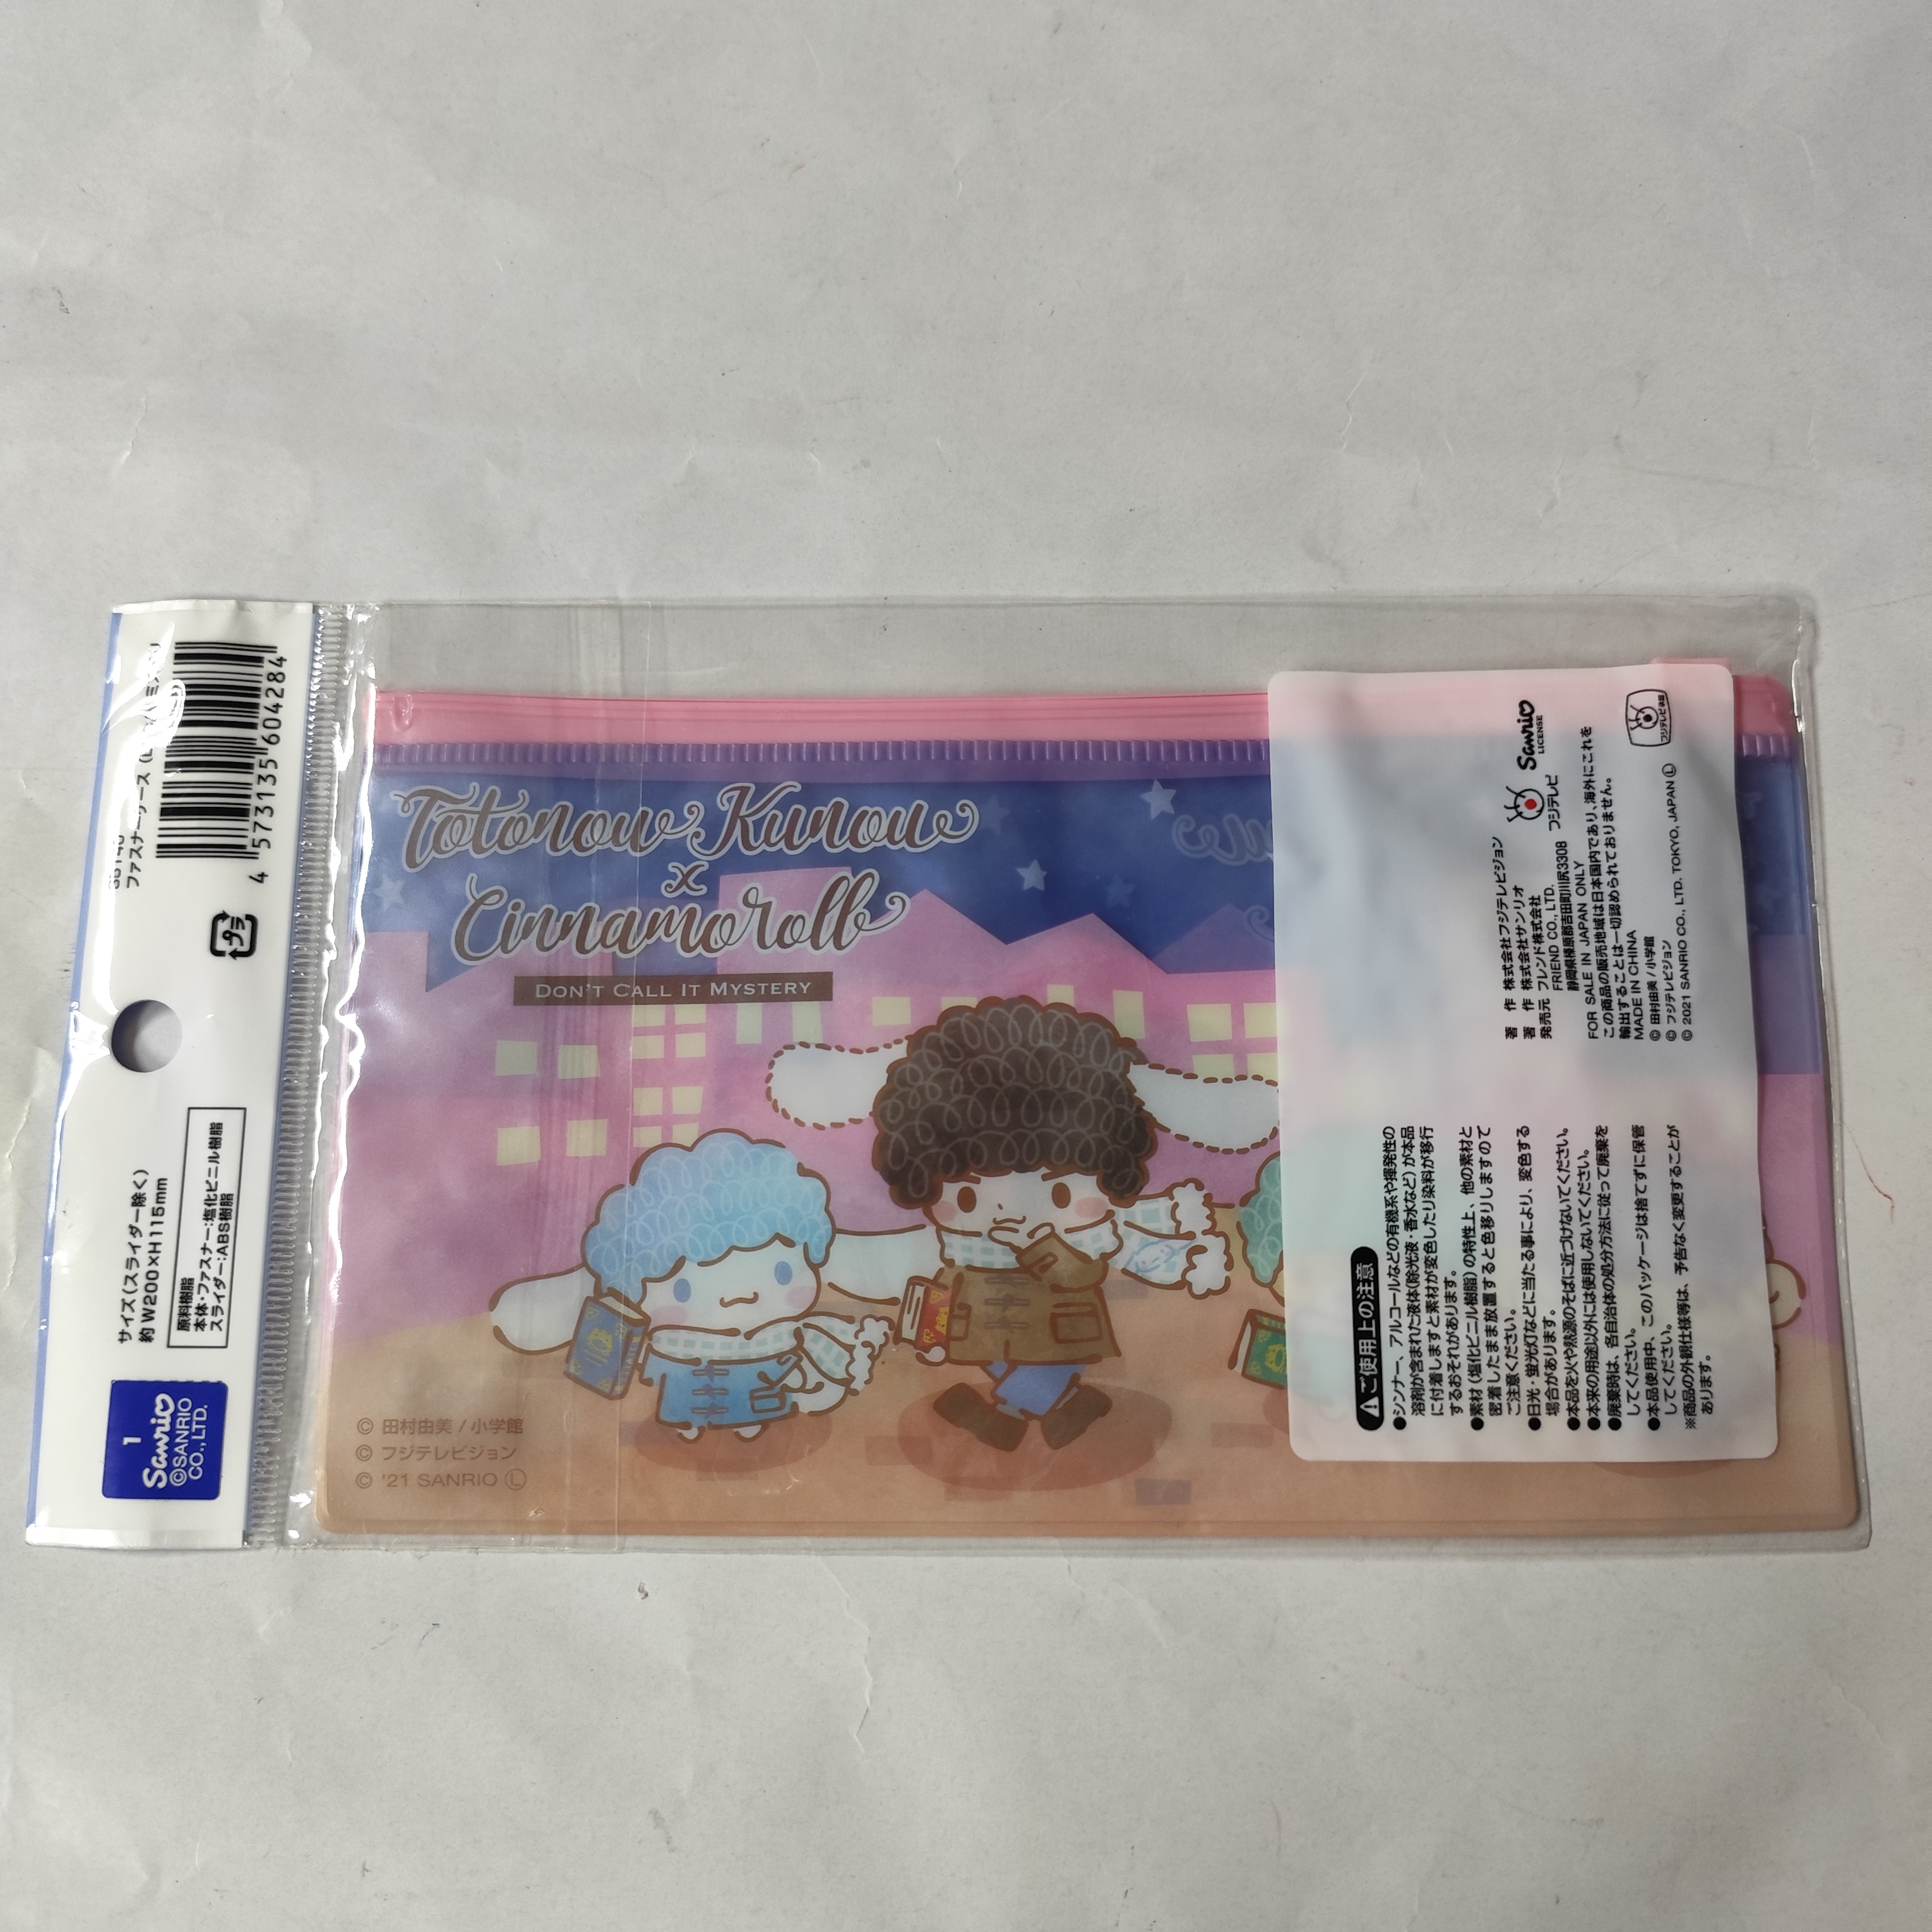 ファスナーケース
4 573135 604284
プラ
サイズ(スライダー除く)
約W200×H115mm
原料樹脂
本体・ファスナー:塩化ビニル樹脂
スライダー:ABS樹脂
1
Sanrio
©SANRIO
CO.,LTD.
Totonou Kunou
x
Cinnamoroll
DON'T CALL IT MYSTERY
© 田村由美 / 小学館
© フジテレビジョン
© '21 SANRIO Ⓛ
ご使用上の注意
●シンナー、アルコールなどの有機系や揮発性の
溶剤が含まれた液体(除光液・香水など)が本品
に付着しますと素材が変色したり染料が移行
するおそれがあります。
●素材(塩化ビニル樹脂)の特性上、他の素材と
密着したまま放置すると色移りしますので
ご注意ください。
●日光・蛍光灯などに当たる事により、変色する
場合があります。
●本品を火や熱源のそばに近づけないでください。
●本来の用途以外には使用しないでください。
●廃棄時は、各自治体の処分方法に従って廃棄を
してください。
●本品使用中、このパッケージは捨てずに保管
してください。
※商品の外観仕様等は、予告なく変更することが
あります。
著 作 株式会社フジテレビジョン
著 作 株式会社サンリオ
発売元 フレンド株式会社
FRIEND CO., LTD.
静岡県榛原郡吉田町川尻3308
フジテレビ
Sanrio
LICENSE
FOR SALE IN JAPAN ONLY
この商品の販売地域は日本国内であり、海外にこれを
輸出することは一切認められておりません。
MADE IN CHINA
© 田村由美 / 小学館
© フジテレビジョン
© 2021 SANRIO CO., LTD. TOKYO, JAPAN Ⓛ